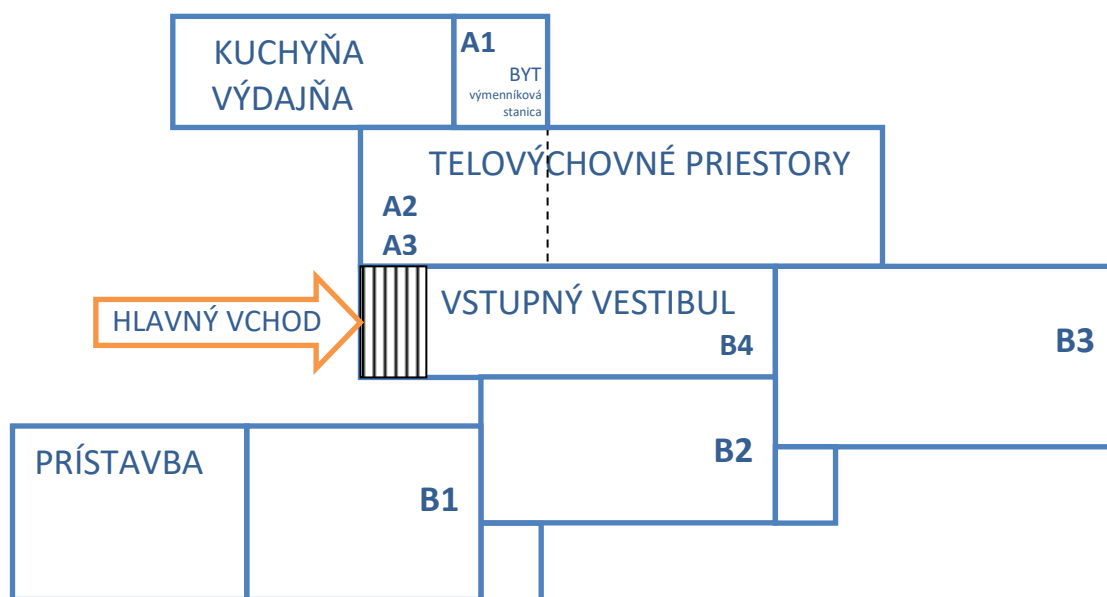 KUCHYŇA
VÝDAJŇA
A1
BYT
výmenníková
stanica
TELOVÝCHOVNÉ PRIESTORY
A2
A3
HLAVNÝ VCHOD
VSTUPNÝ VESTIBUL
B4
B3
PRÍSTAVBA
B1
B2